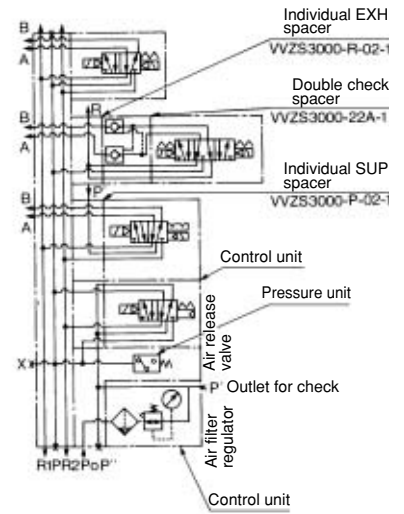 Individual EXH
spacer
VVZS3000-R-02-1
Double check
spacer
VVZS3000-22A-1
Individual SUP
spacer
VVZS3000-P-02-1
B
A
R
B
A
P
B
A
Control unit
Pressure unit
Air release
valve
X
P' Outlet for check
Air filter
regulator
R1PR2PoP"
Control unit